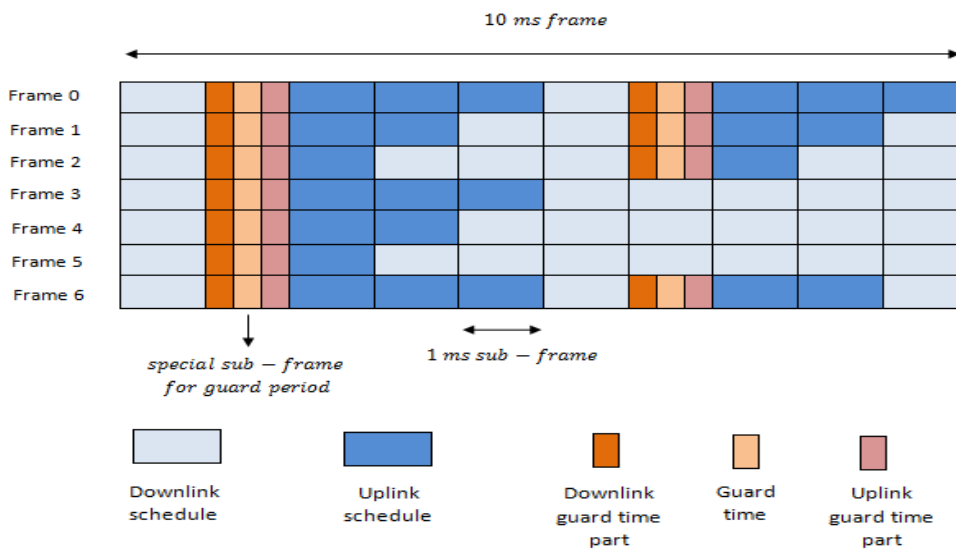 10 ms frame
Frame 0
Frame 1
Frame 2
Frame 3
Frame 4
Frame 5
Frame 6
special sub – frame
for guard period
1 ms sub – frame
Downlink
schedule
Uplink
schedule
Downlink
guard time
part
Guard
time
Uplink
guard time
part